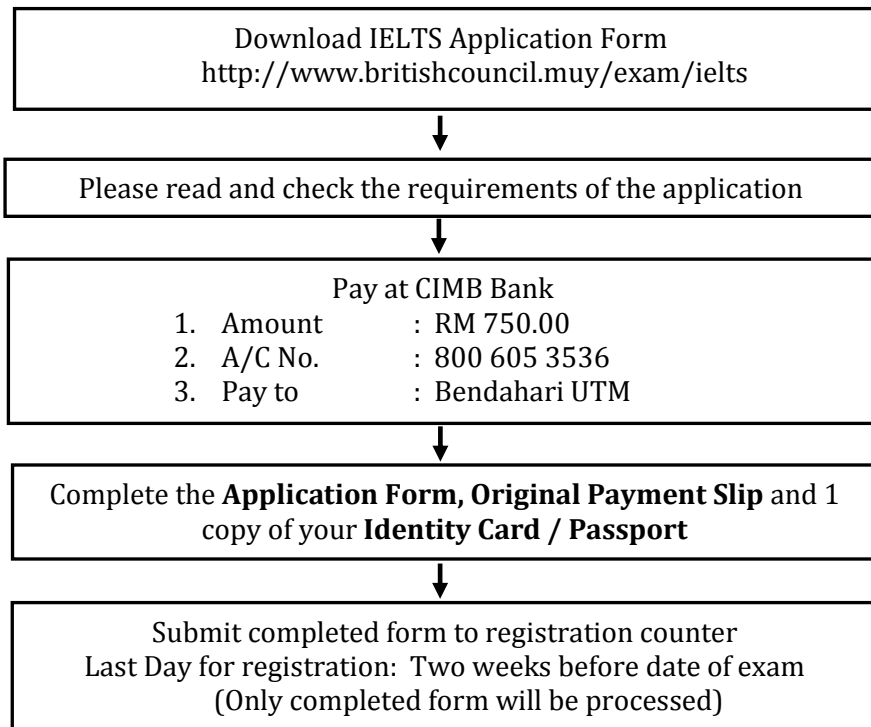 Download IELTS Application Form
http://www.britishcouncil.muy/exam/ielts
Please read and check the requirements of the application
Pay at CIMB Bank
1. Amount : RM 750.00
2. A/C No. : 800 605 3536
3. Pay to : Bendahari UTM
Complete the Application Form, Original Payment Slip and 1
copy of your Identity Card / Passport
Submit completed form to registration counter
Last Day for registration: Two weeks before date of exam
(Only completed form will be processed)